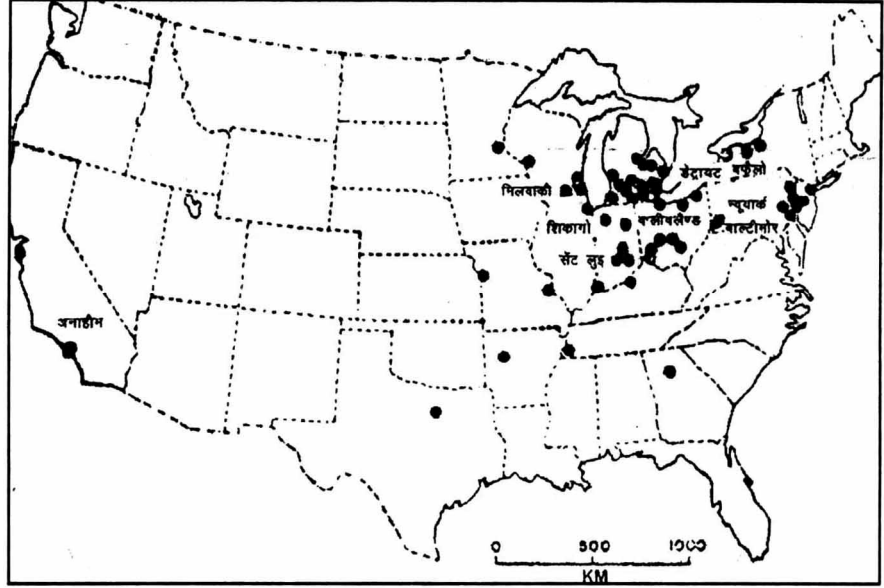 डेट्रायट
बफैलो
मिलवाकी
न्यूयार्क
शिकागो
क्लीवलैण्ड
बाल्टीमोर
सेंट लुइ
अनाहीम
0 500 1000
KM